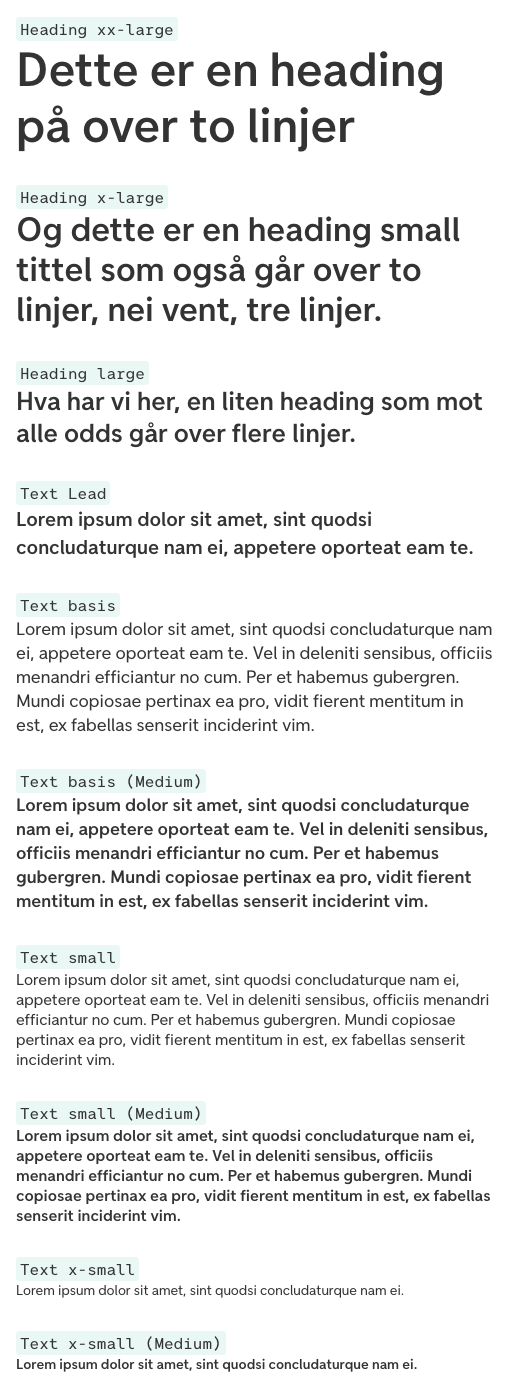 Heading xx-large
Dette er en heading
på over to linjer
Heading x-large
Og dette er en heading small
tittel som også går over to
linjer, nei vent, tre linjer.
Heading large
Hva har vi her, en liten heading som mot
alle odds går over flere linjer.
Text Lead
Lorem ipsum dolor sit amet, sint quodsi
concludaturque nam ei, appetere oporteat eam te.
Text basis
Lorem ipsum dolor sit amet, sint quodsi concludaturque nam
ei, appetere oporteat eam te. Vel in deleniti sensibus, officiis
menandri efficiantur no cum. Per et habemus gubergren.
Mundi copiosae pertinax ea pro, vidit fierent mentitum in
est, ex fabellas senserit inciderint vim.
Text basis (Medium)
Lorem ipsum dolor sit amet, sint quodsi concludaturque
nam ei, appetere oporteat eam te. Vel in deleniti sensibus,
officiis menandri efficiantur no cum. Per et habemus
gubergren. Mundi copiosae pertinax ea pro, vidit fierent
mentitum in est, ex fabellas senserit inciderint vim.
Text small
Lorem ipsum dolor sit amet, sint quodsi concludaturque nam ei,
appetere oporteat eam te. Vel in deleniti sensibus, officiis menandri
efficiantur no cum. Per et habemus gubergren. Mundi copiosae
pertinax ea pro, vidit fierent mentitum in est, ex fabellas senserit
inciderint vim.
Text small (Medium)
Lorem ipsum dolor sit amet, sint quodsi concludaturque nam ei,
appetere oporteat eam te. Vel in deleniti sensibus, officiis
menandri efficiantur no cum. Per et habemus gubergren. Mundi
copiosae pertinax ea pro, vidit fierent mentitum in est, ex fabellas
senserit inciderint vim.
Text x-small
Lorem ipsum dolor sit amet, sint quodsi concludaturque nam ei.
Text x-small (Medium)
Lorem ipsum dolor sit amet, sint quodsi concludaturque nam ei.